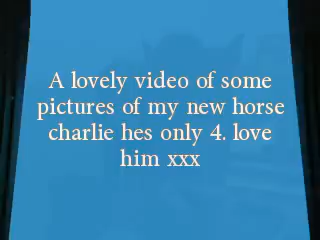 A lovely video of some
pictures of my new horse
charlie hes only 4. love
him xxx